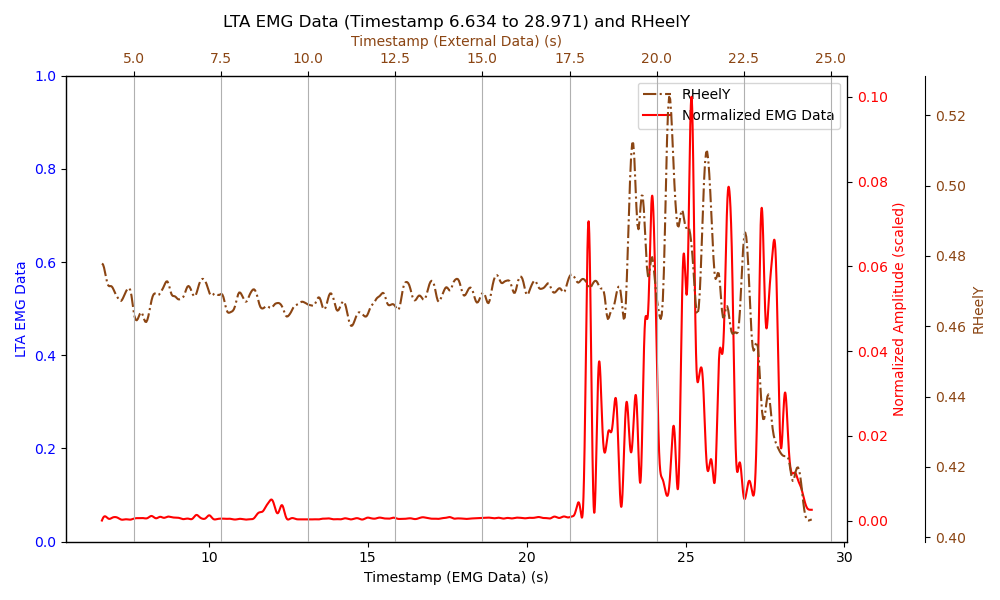 LTA EMG Data (Timestamp 6.634 to 28.971) and RHeelY
Timestamp (External Data) (s)
5.0 7.5 10.0 12.5 15.0 17.5 20.0 22.5 25.0
RHeelY
Normalized EMG Data
LTA EMG Data
1.0
0.8
0.6
0.4
0.2
0.0
0.10
0.08
0.06
0.04
0.02
0.00
Normalized Amplitude (scaled)
0.52
0.50
0.48
0.46
0.44
0.42
0.40
RHeelY
10 15 20 25 30
Timestamp (EMG Data) (s)